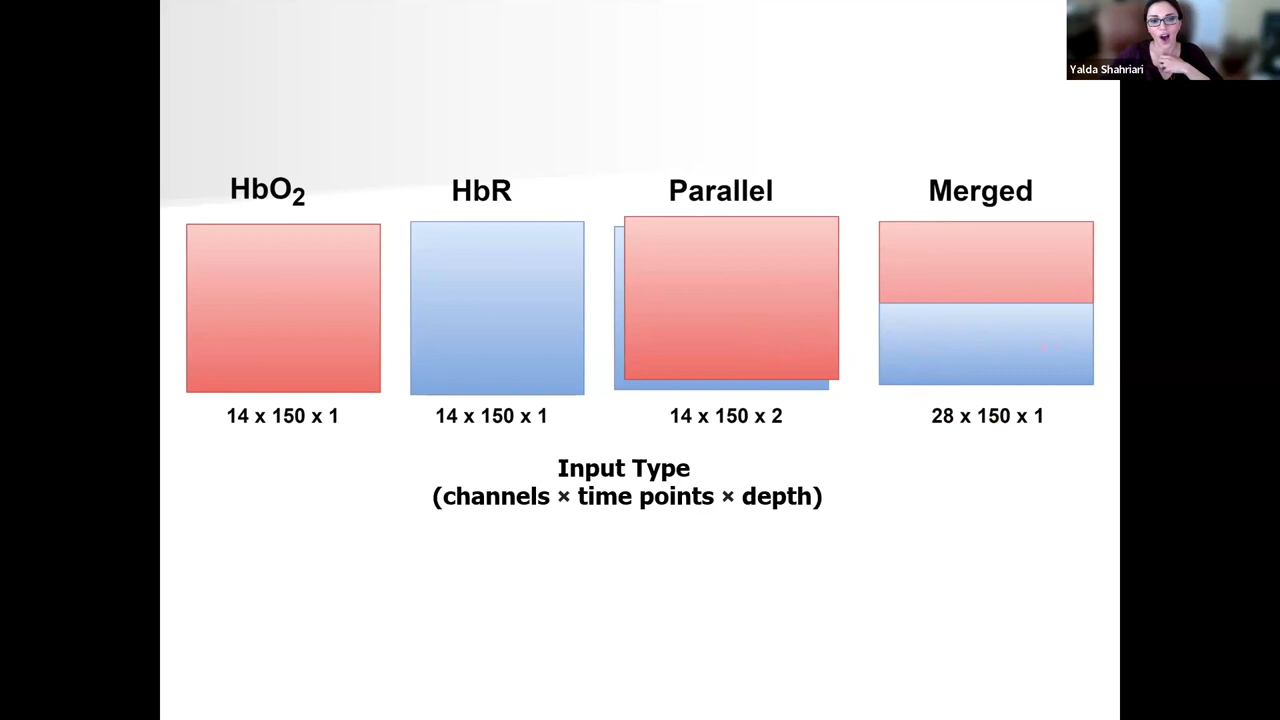 Yalda Shahriari
HbO2 HbR Parallel Merged
14 x 150 x 1 14 x 150 x 1 14 x 150 x 2 28 x 150 x 1
Input Type
(channels × time points × depth)